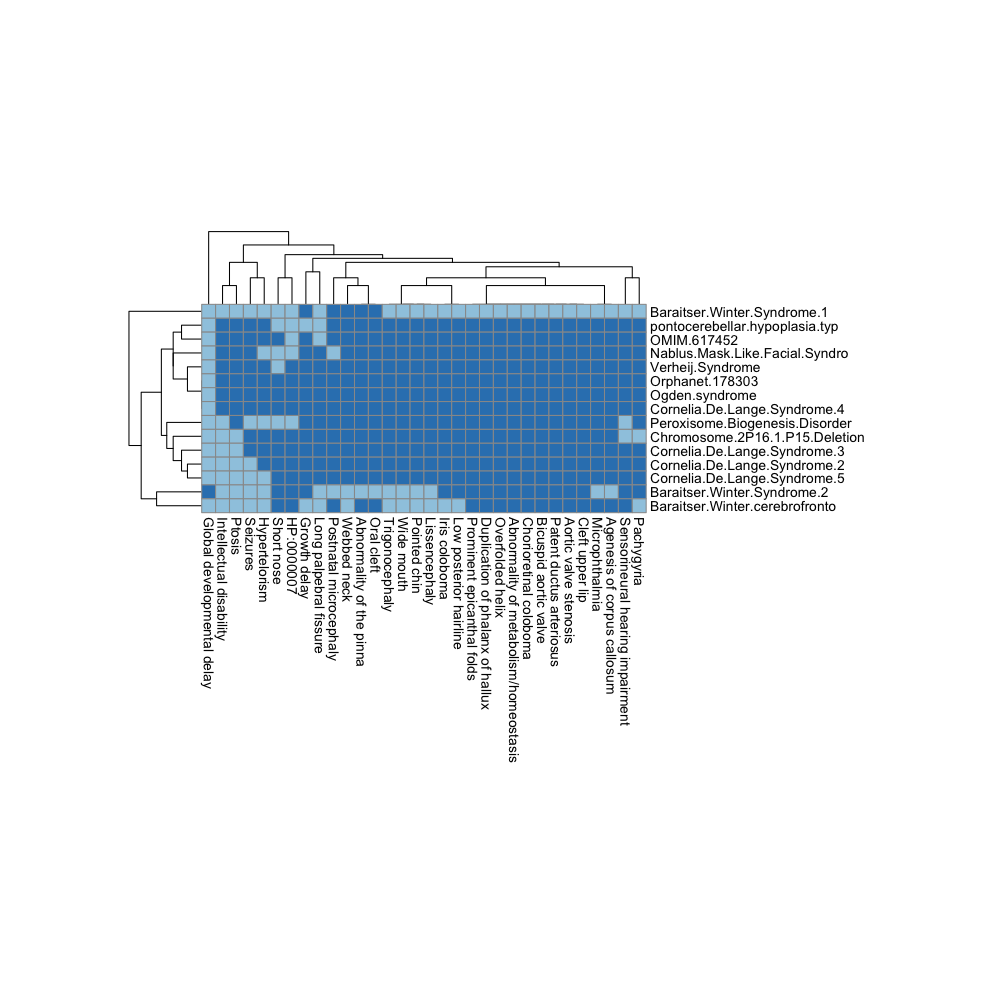 Baraitser.Winter.Syndrome.1
pontocerebellar.hypoplasia.typ
OMIM.617452
Nablus.Mask.Like.Facial.Syndro
Verheij.Syndrome
Orphanet.178303
Ogden.syndrome
Cornelia.De.Lange.Syndrome.4
Peroxisome.Biogenesis.Disorder
Chromosome.2P16.1.P15.Deletion
Cornelia.De.Lange.Syndrome.3
Cornelia.De.Lange.Syndrome.2
Cornelia.De.Lange.Syndrome.5
Baraitser.Winter.Syndrome.2
Baraitser.Winter.cerebrofronto
Global developmental delay
Intellectual disability
Ptosis
Seizures
Hypertelorism
Short nose
HP:0000007
Growth delay
Long palpebral fissure
Postnatal microcephaly
Webbed neck
Abnormality of the pinna
Oral cleft
Trigonocephaly
Wide mouth
Pointed chin
Lissencephaly
Iris coloboma
Low posterior hairline
Prominent epicanthal folds
Duplication of phalanx of hallux
Overfolded helix
Abnormality of metabolism/homeostasis
Chorioretinal coloboma
Bicuspid aortic valve
Patent ductus arteriosus
Aortic valve stenosis
Cleft upper lip
Microphthalmia
Agenesis of corpus callosum
Sensorineural hearing impairment
Pachygyria